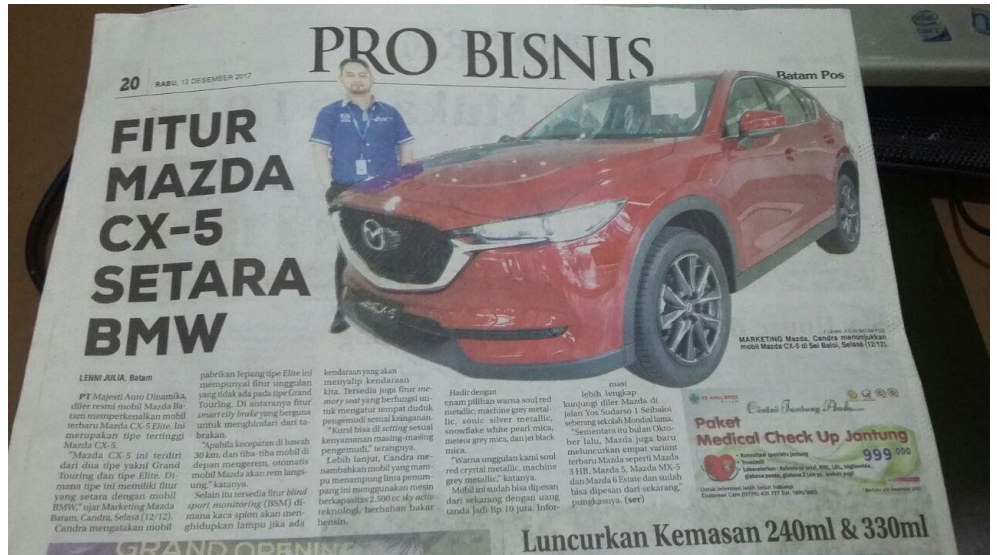 PRO BISNIS
20
RABU, 13 DESEMBER 2017
Batam Pos
FITUR
MAZDA
CX-5
SETARA
BMW
MARKETING Mazda, Candra menunjukkan
mobil Mazda CX-5 di Sei Baloi, Selasa (12/12).
LENNI JULIA, Batam
PT Majesti Auto Dinamika,
diler resmi mobil Mazda Ba-
tam memperkenalkan mobil
terbaru Mazda CX-5 Elite. Ini
merupakan tipe tertinggi
Mazda CX-5.
"Mazda CX-5 ini terdiri
dari dua tipe yakni Grand
Touring dan tipe Elite. Di-
mana tipe ini memiliki fitur
yang setara dengan mobil
BMW," ujar Marketing Mazda
Batam, Candra, Selasa (12/12).
Candra mengatakan mobil
pabrikan Jepang tipe Elite ini
mempunyai fitur unggulan
yang tidak ada pada tipe Grand
Touring. Di antaranya fitur
smart city brake yang berguna
untuk menghindari dari ta-
brakan.
"Apabila kecepatan di bawah
30 km, dan tiba-tiba mobil di
depan mengerem, otomatis
mobil Mazda akan rem langs-
ung," katanya.
Selain itu tersedia fitur blind
sport monitoring (BSM) di-
mana kaca spion akan men-
ghidupkan lampu jika ada
kendaraan yang akan
menyalip kendaraan
kita. Tersedia juga fitur me-
mory seat yang berfungsi un-
tuk mengatur tempat duduk
pengemudi sesuai keinginan.
"Kursi bisa di setting sesuai
kenyamanan masing-masing
pengemudi," terangnya.
Lebih lanjut, Candra me-
nambahkan mobil yang mam-
pu menampung lima penum-
pang ini menggunakan mesin
berkapasitas 2.500 cc sky actis
teknologi, berbahan bakar
bensin.
Hadir dengan
enam pilihan warna soul red
metallic, machine grey metal-
lic, sonic silver metallic,
snowflake white pearl mica,
meteor grey mica, dan jet black
mica.
"Warna unggulan kami soul
red crystal metallic, machine
grey metallic," katanya.
Mobil ini sudah bisa dipesan
dari sekarang dengan uang
tanda jadi Rp 10 juta. Infor-
masi
lebih lengkap
kunjungi diler Mazda di
jalan Yos Sudarso 1 Seibaloi
seberang sekolah Mondial lama.
"Sementara itu bulan Okto-
ber lalu, Mazda juga baru
meluncurkan empat varian
terbaru Mazda seperti Mazda
3 HB, Mazda 5, Mazda MX-5
dan Mazda 6 Estate dan sudah
bisa dipesan dari sekarang,"
pungkasnya. (ser)
Paket
Medical Check Up Jantung
999 000
Luncurkan Kemasan 240ml & 330ml
GRAND OPENING